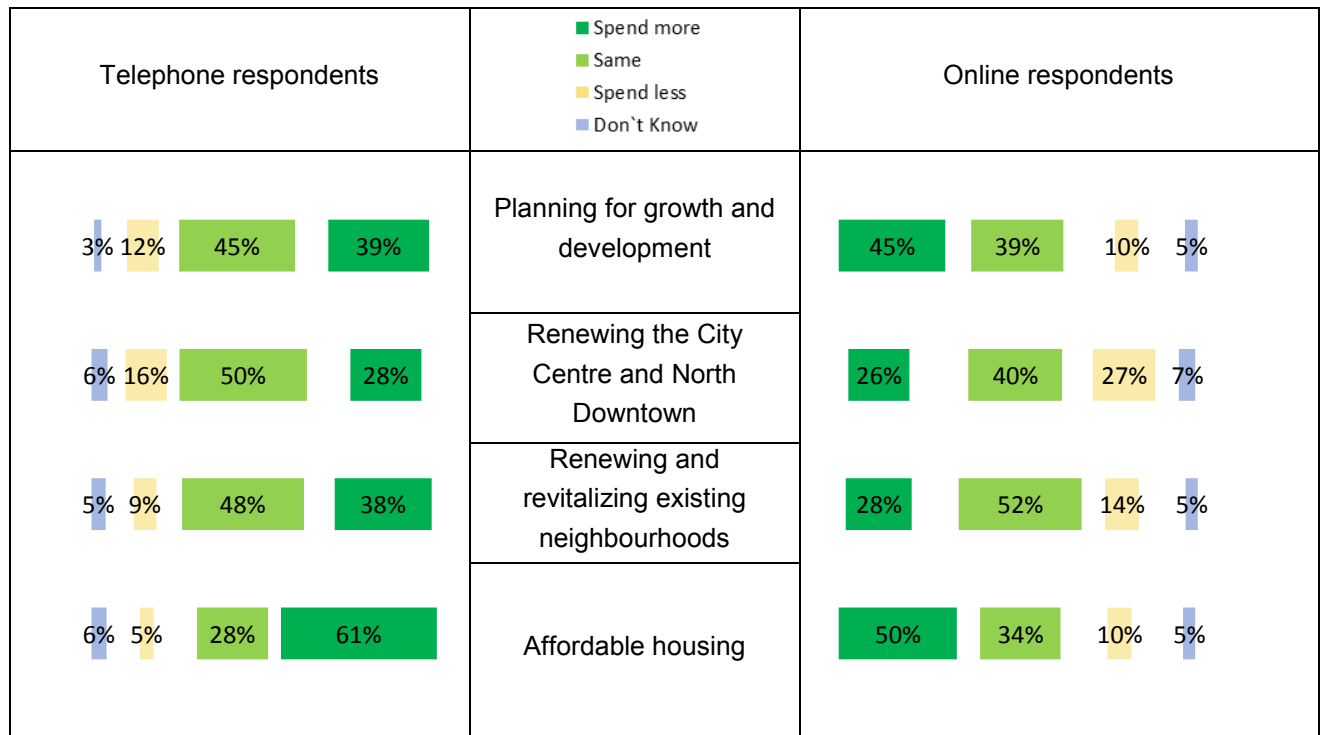 Telephone respondents
Spend more
Same
Spend less
Don`t Know
Online respondents
3% 12% 45% 39%
Planning for growth and
development
45% 39% 10% 5%
6% 16% 50% 28%
Renewing the City
Centre and North
Downtown
26% 40% 27% 7%
5% 9% 48% 38%
Renewing and
revitalizing existing
neighbourhoods
28% 52% 14% 5%
6% 5% 28% 61%
Affordable housing
50% 34% 10% 5%